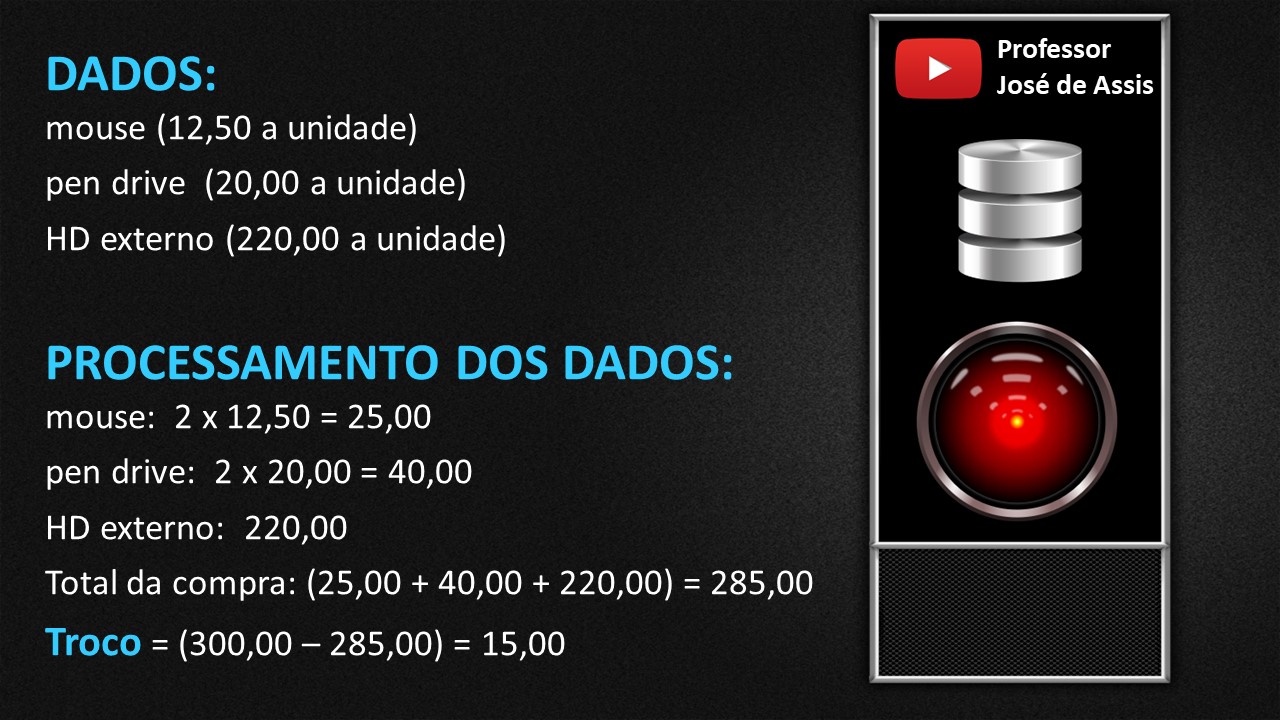 DADOS:
mouse (12,50 a unidade)
pen drive  (20,00 a unidade)
HD externo (220,00 a unidade)
PROCESSAMENTO DOS DADOS:
mouse:  2 x 12,50 = 25,00
pen drive:  2 x 20,00 = 40,00
HD externo:  220,00
Total da compra: (25,00 + 40,00 + 220,00) = 285,00
Troco = (300,00 – 285,00) = 15,00
Professor
José de Assis